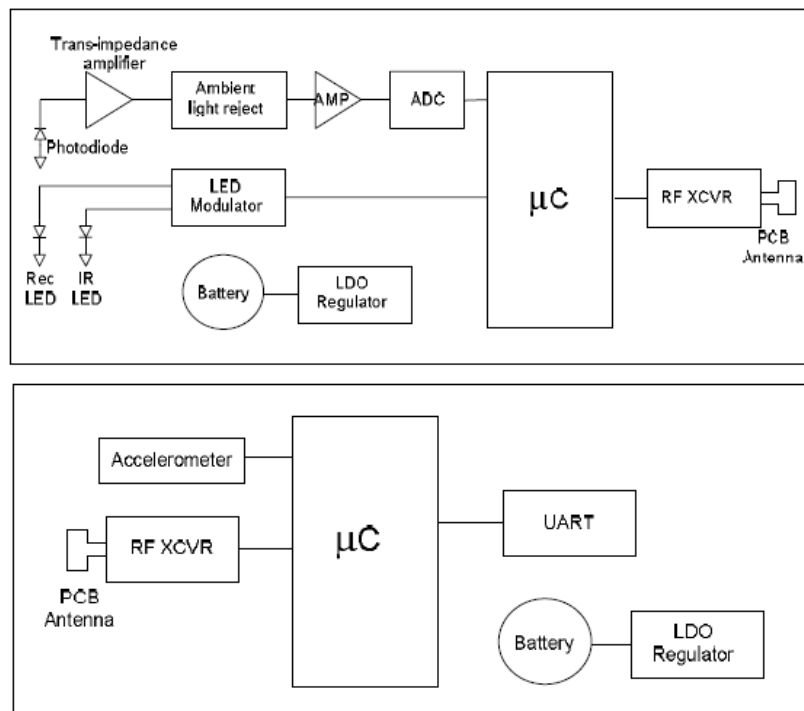 Trans-impedance
amplifier
Ambient
light reject
AMP
ADC
Photodiode
LED
Modulator
μC
RF XCVR
PCB
Antenna
Rec
LED
IR
LED
Battery
LDO
Regulator
Accelerometer
μC
RF XCVR
UART
PCB
Antenna
Battery
LDO
Regulator